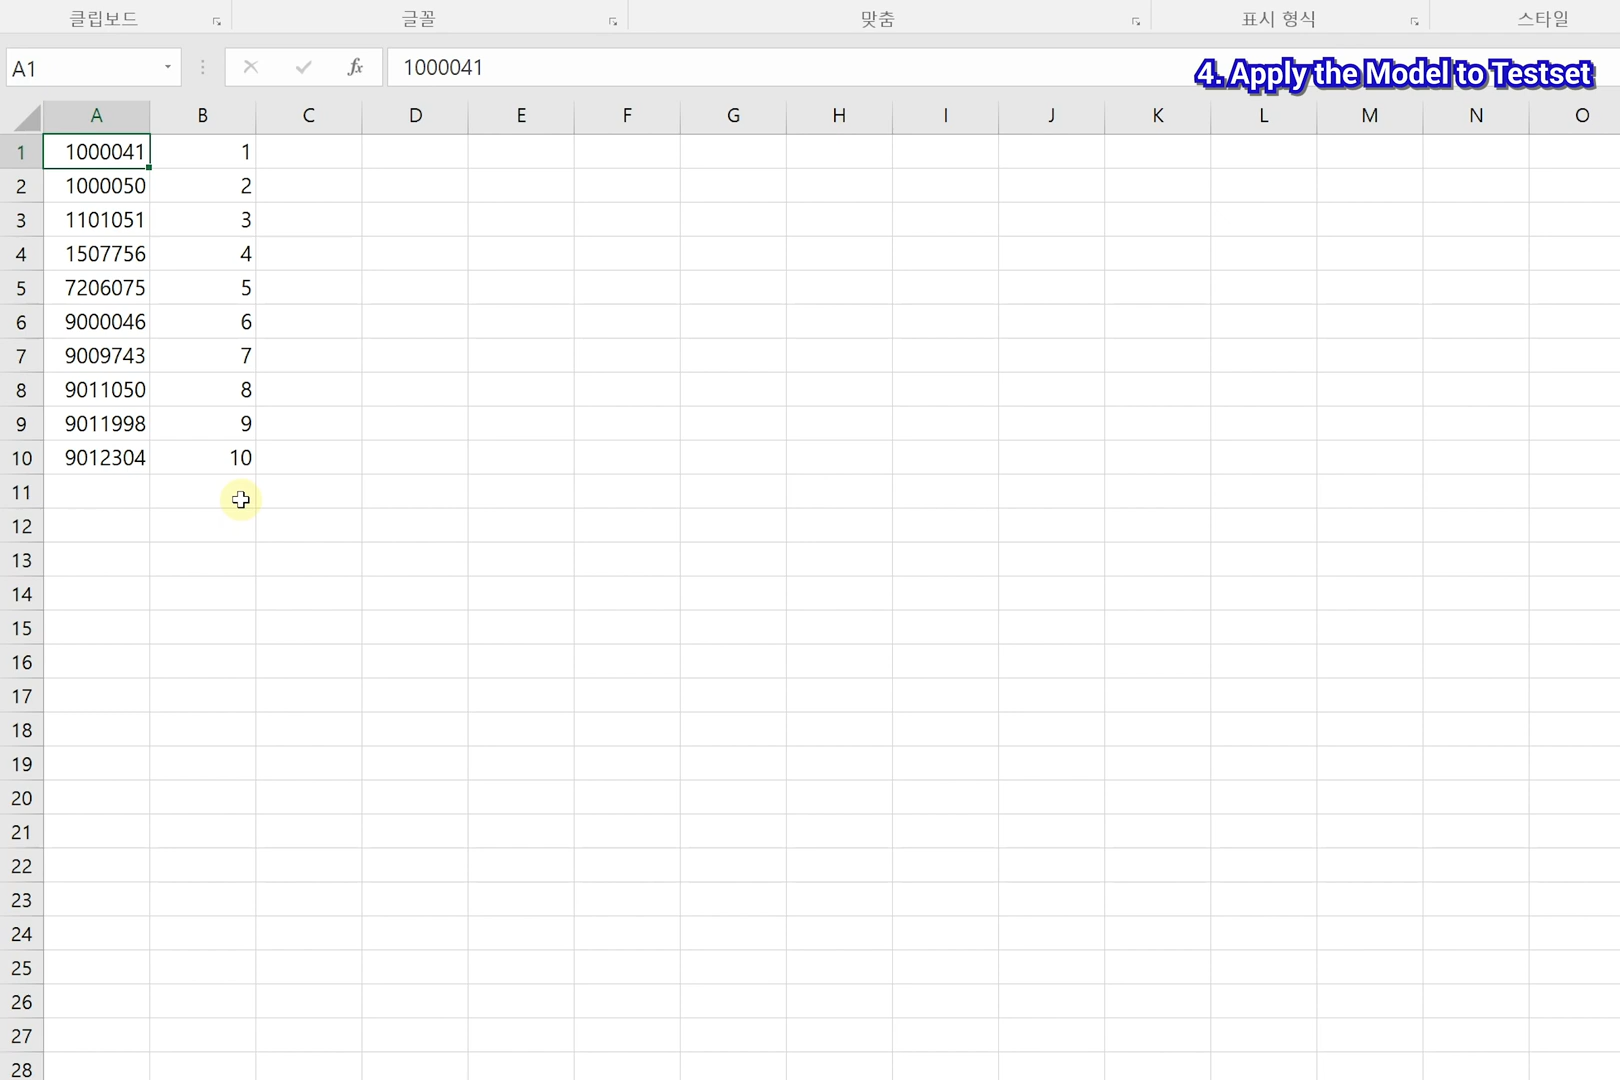 클립보드 글꼴 맞춤 표시 형식 스타일
A1 fx 1000041
4. Apply the Model to Testset
A B C D E F G H I J K L M N O
1 1000041 1
2 1000050 2
3 1101051 3
4 1507756 4
5 7206075 5
6 9000046 6
7 9009743 7
8 9011050 8
9 9011998 9
10 9012304 10
11
12
13
14
15
16
17
18
19
20
21
22
23
24
25
26
27
28